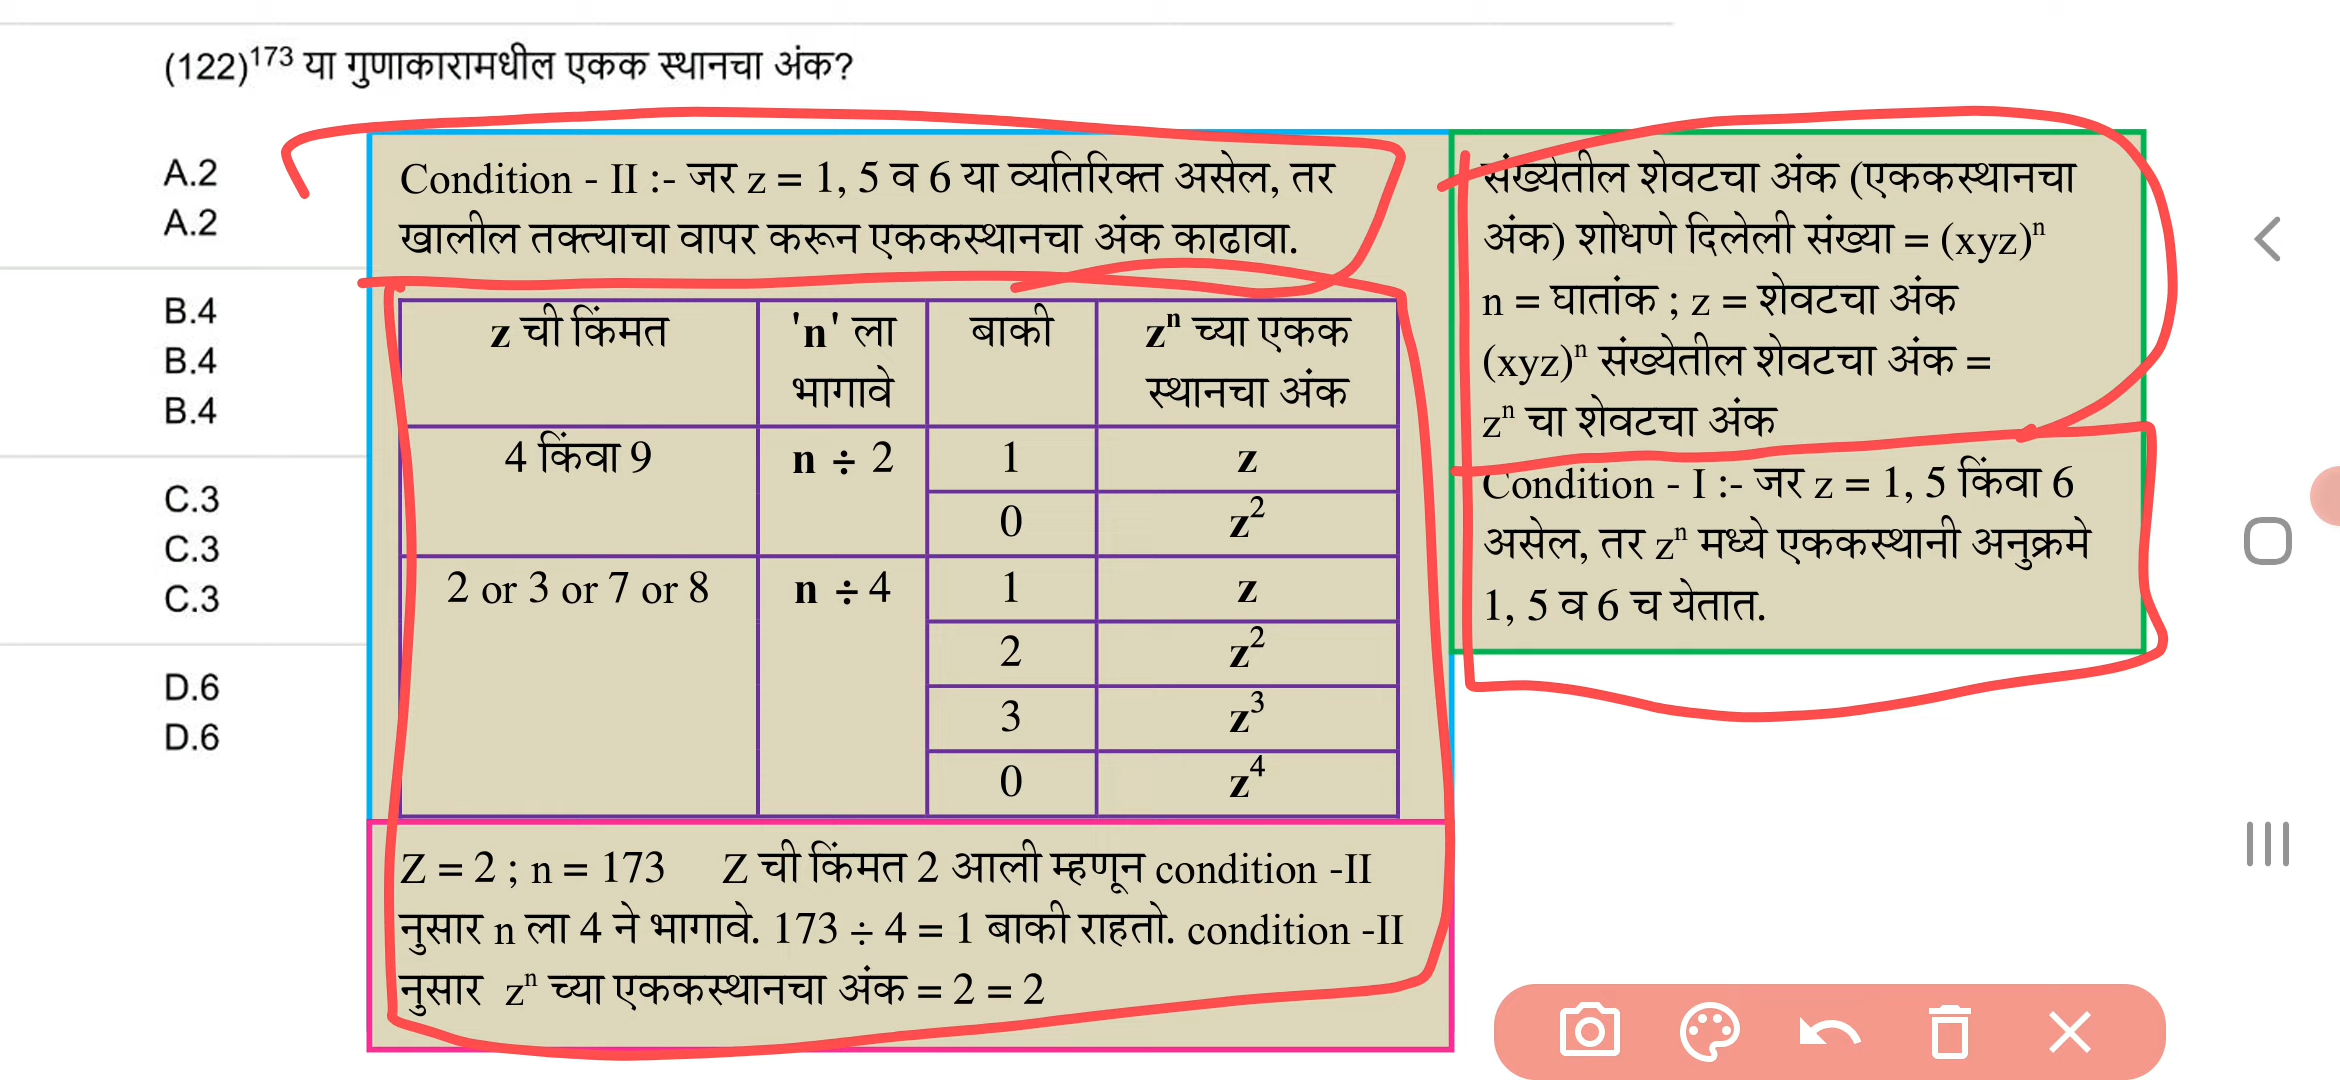 (122)¹⁷³ या गुणाकारामधील एकक स्थानचा अंक?
A.2
A.2
B.4
B.4
B.4
C.3
C.3
C.3
D.6
D.6
Condition - II :- जर z = 1, 5 व 6 या व्यतिरिक्त असेल, तर
खालील तक्त्याचा वापर करून एककस्थानचा अंक काढावा.
z ची किंमत 'n' ला भागावे बाकी zⁿ च्या एकक स्थानचा अंक
4 किंवा 9 n ÷ 2 1 z
0 z²
2 or 3 or 7 or 8 n ÷ 4 1 z
2 z²
3 z³
0 z⁴
Z = 2 ; n = 173 Z ची किंमत 2 आली म्हणून condition -II
नुसार n ला 4 ने भागावे. 173 ÷ 4 = 1 बाकी राहतो. condition -II
नुसार zⁿ च्या एककस्थानचा अंक = 2 = 2
संख्येतील शेवटचा अंक (एककस्थानचा
अंक) शोधणे दिलेली संख्या = (xyz)ⁿ
n = घातांक ; z = शेवटचा अंक
(xyz)ⁿ संख्येतील शेवटचा अंक =
zⁿ चा शेवटचा अंक
Condition - I :- जर z = 1, 5 किंवा 6
असेल, तर zⁿ मध्ये एककस्थानी अनुक्रमे
1, 5 व 6 च येतात.